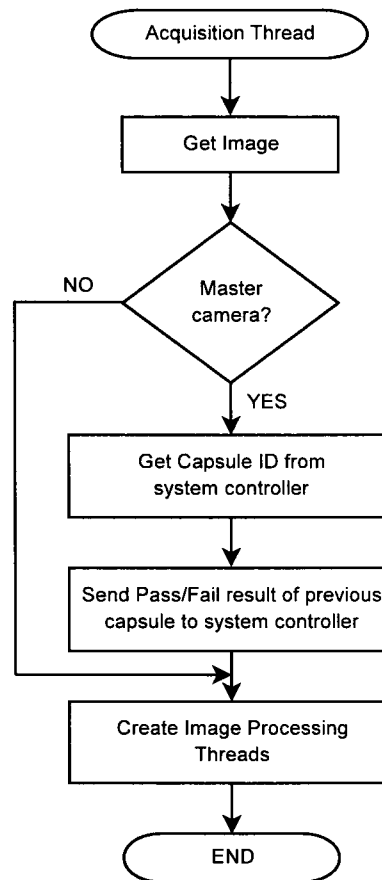 Acquisition Thread
Get Image
Master
camera?
NO
YES
Get Capsule ID from
system controller
Send Pass/Fail result of previous
capsule to system controller
Create Image Processing
Threads
END